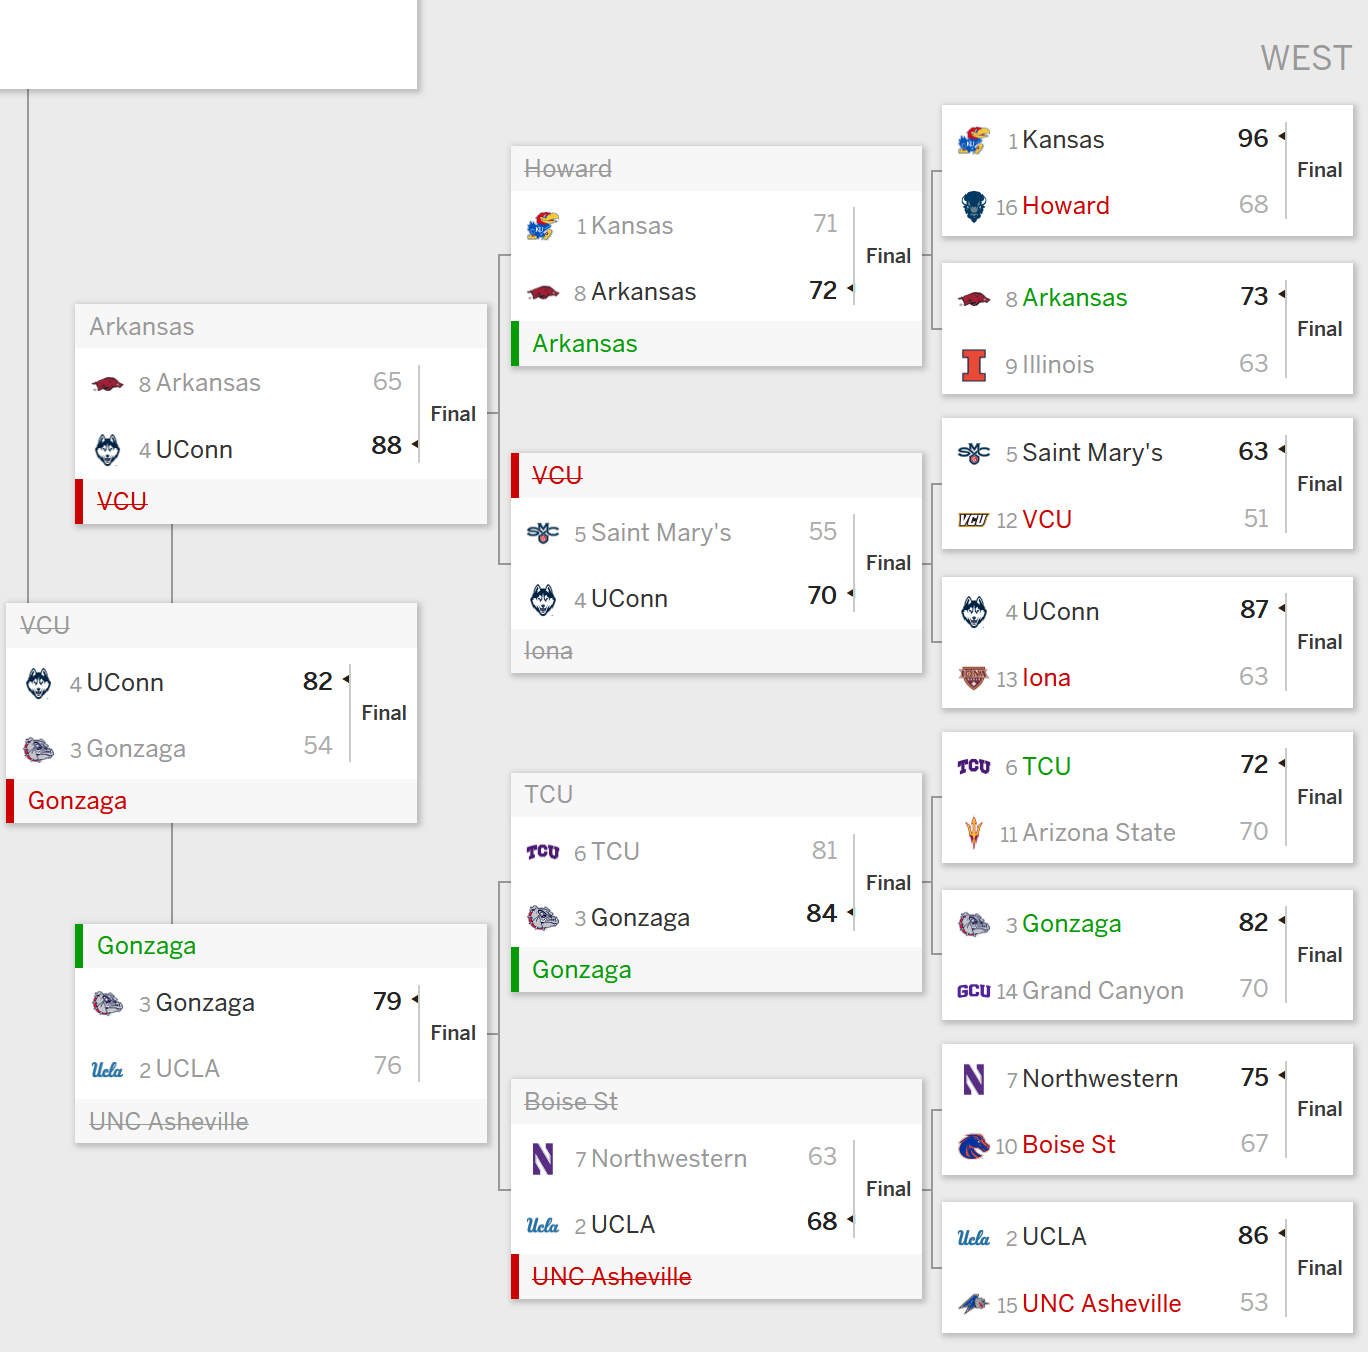 WEST
1 Kansas 96
16 Howard 68
Final
8 Arkansas 73
9 Illinois 63
Final
5 Saint Mary's 63
12 VCU 51
Final
4 UConn 87
13 Iona 63
Final
6 TCU 72
11 Arizona State 70
Final
3 Gonzaga 82
14 Grand Canyon 70
Final
7 Northwestern 75
10 Boise St 67
Final
2 UCLA 86
15 UNC Asheville 53
Final
Howard
1 Kansas 71
8 Arkansas 72
Final
Arkansas
VCU
5 Saint Mary's 55
4 UConn 70
Final
Iona
TCU
6 TCU 81
3 Gonzaga 84
Final
Gonzaga
Boise St
7 Northwestern 63
2 UCLA 68
Final
UNC Asheville
Arkansas
8 Arkansas 65
4 UConn 88
Final
VCU
Gonzaga
3 Gonzaga 79
2 UCLA 76
Final
UNC Asheville
VCU
4 UConn 82
3 Gonzaga 54
Final
Gonzaga